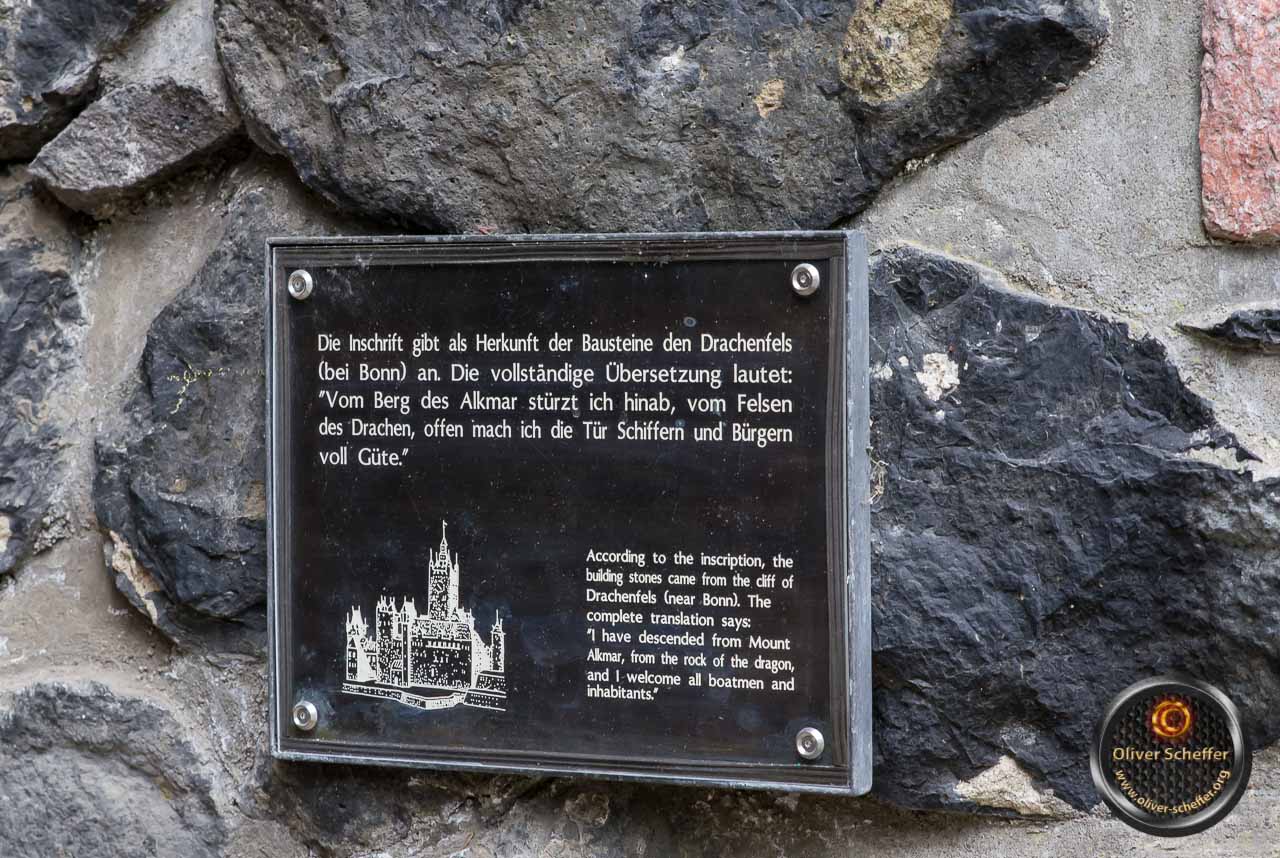 Die Inschrift gibt als Herkunft der Bausteine den Drachenfels
(bei Bonn) an. Die vollständige Übersetzung lautet:
"Vom Berg des Alkmar stürzt ich hinab, vom Felsen
des Drachen, offen mach ich die Tür Schiffern und Bürgern
voll Güte."
According to the inscription, the
building stones came from the cliff of
Drachenfels (near Bonn). The
complete translation says:
"I have descended from Mount
Alkmar, from the rock of the dragon,
and I welcome all boatmen and
inhabitants."
Oliver Scheffer
www.oliver-scheffer.org